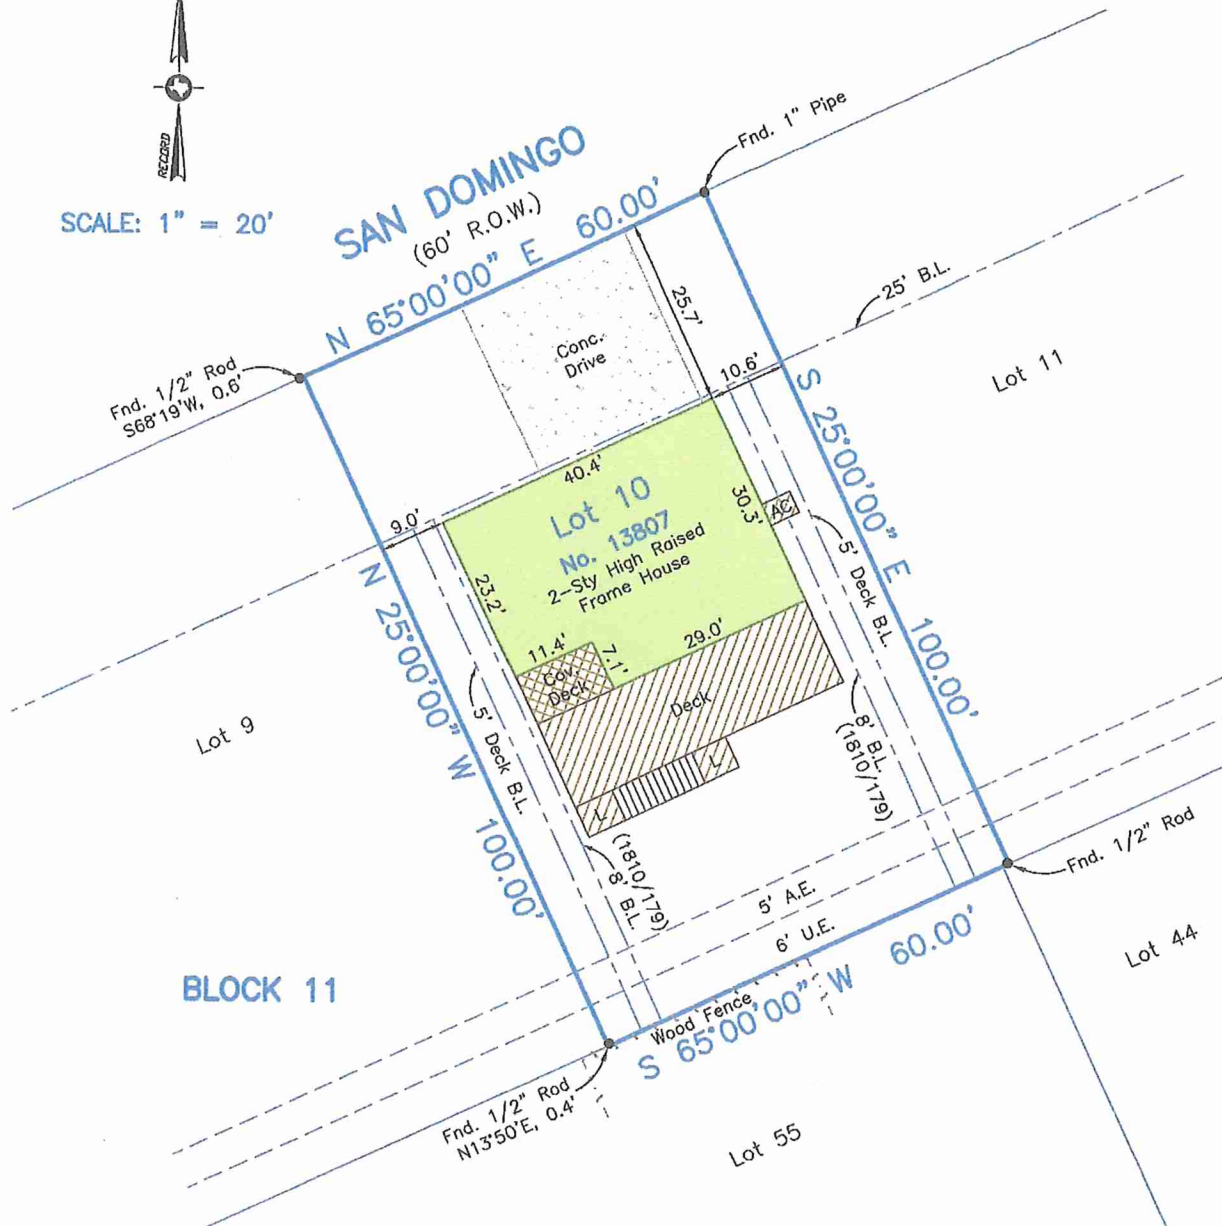 RECORD
SCALE: 1" = 20'
SAN DOMINGO
(60' R.O.W.)
N 65°00'00" E 60.00'
Fnd. 1" Pipe
25.7'
25' B.L.
Conc.
Drive
10.6'
Lot 11
Fnd. 1/2" Rod
S68°19'W, 0.6'
S 25°00'00" E 100.00'
40.4'
9.0'
Lot 10
No. 13807
2-Sty High Raised
Frame House
30.3'
AC
23.2'
5' Deck B.L.
11.4'
7.1'
29.0'
Cov.
Deck
Deck
N 25°00'00" W 100.00'
Lot 9
5' Deck B.L.
8' B.L.
(1810/179)
L
L
(1810/179)
8' B.L.
Fnd. 1/2" Rod
5' A.E.
6' U.E.
Lot 44
BLOCK 11
Wood Fence
S 65°00'00" W 60.00'
Fnd. 1/2" Rod
N13°50'E, 0.4'
Lot 55